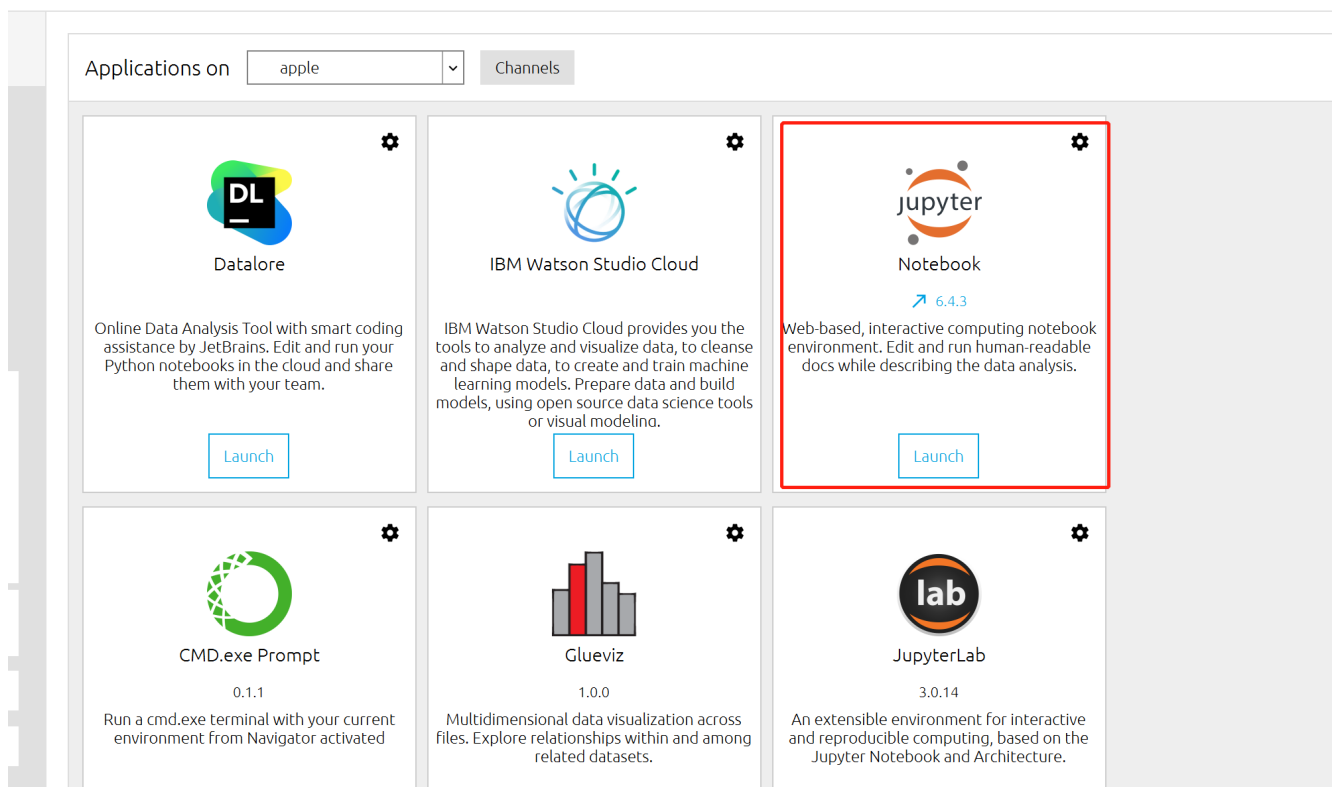 Applications on apple Channels
DL
Datalore
Online Data Analysis Tool with smart coding
assistance by JetBrains. Edit and run your
Python notebooks in the cloud and share
them with your team.
Launch
IBM Watson Studio Cloud
IBM Watson Studio Cloud provides you the
tools to analyze and visualize data, to cleanse
and shape data, to create and train machine
learning models. Prepare data and build
models, using open source data science tools
or visual modeling.
Launch
jupyter
Notebook
6.4.3
Web-based, interactive computing notebook
environment. Edit and run human-readable
docs while describing the data analysis.
Launch
CMD.exe Prompt
0.1.1
Run a cmd.exe terminal with your current
environment from Navigator activated
Glueviz
1.0.0
Multidimensional data visualization across
files. Explore relationships within and among
related datasets.
lab
JupyterLab
3.0.14
An extensible environment for interactive
and reproducible computing, based on the
Jupyter Notebook and Architecture.